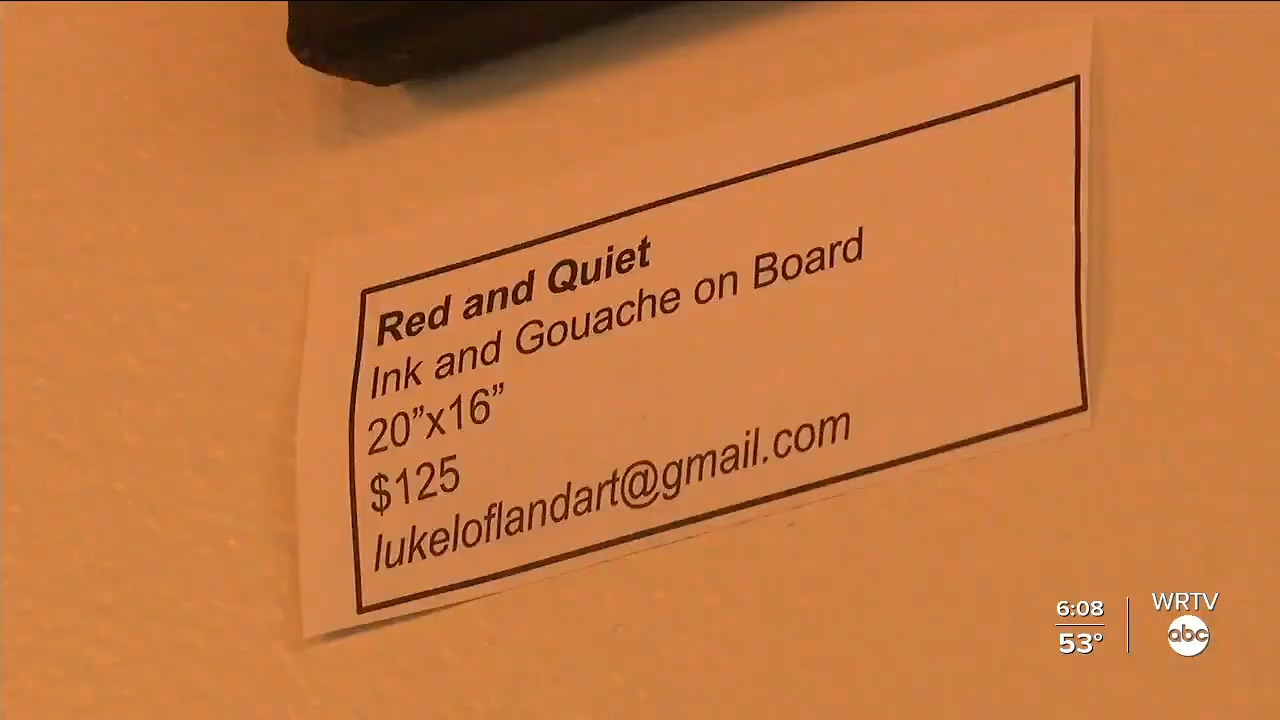 Red and Quiet
Ink and Gouache on Board
20”x16”
$125
lukeloflandart@gmail.com
6:08
53°
WRTV
abc